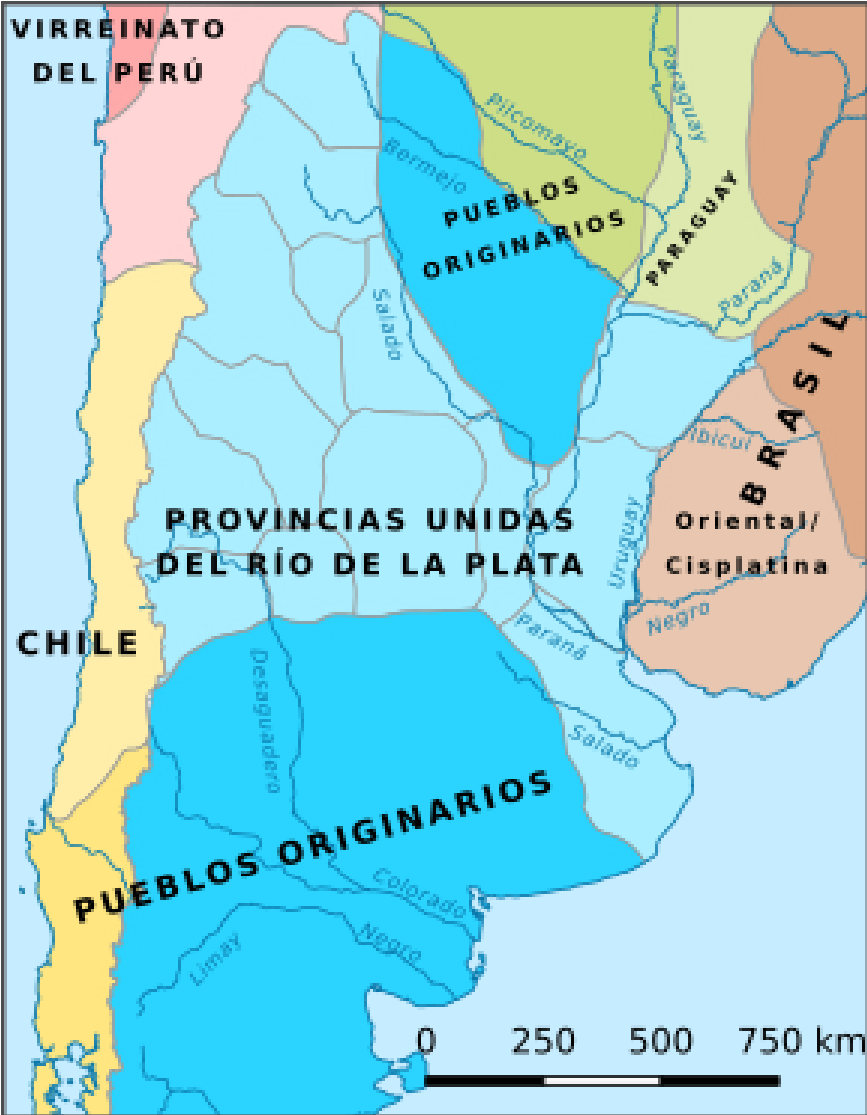 VIRREINATO
DEL PERÚ
Paraguay
Pilcomayo
Bermejo
PUEBLOS
ORIGINARIOS
PARAGUAY
Paraná
Salado
BRASIL
Ibicuí
PROVINCIAS UNIDAS
DEL RÍO DE LA PLATA
Uruguay
Oriental/
Cisplatina
Negro
CHILE
Paraná
Desaguadero
Salado
PUEBLOS ORIGINARIOS
Colorado
Negro
Limay
0 250 500 750 km